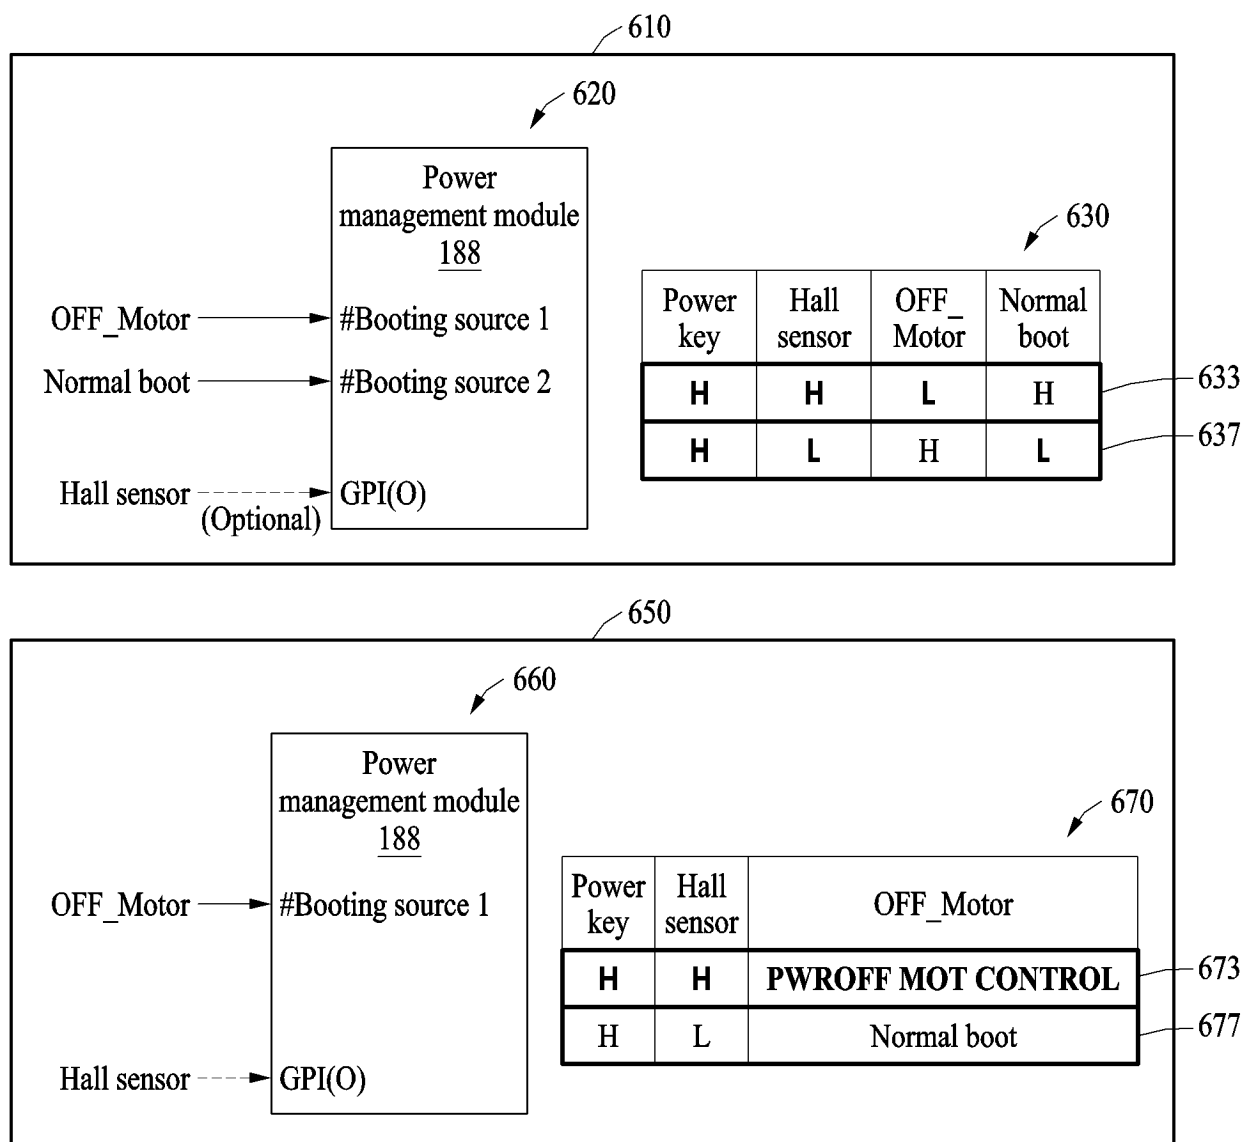 610
620
Power
management module
188
OFF_Motor #Booting source 1
Normal boot #Booting source 2
Hall sensor GPI(O)
(Optional)
630
Power key Hall sensor OFF_ Motor Normal boot
H H L H 633
H L H L 637
650
660
Power
management module
188
OFF_Motor #Booting source 1
Hall sensor GPI(O)
670
Power key Hall sensor OFF_Motor
H H PWROFF MOT CONTROL 673
H L Normal boot 677